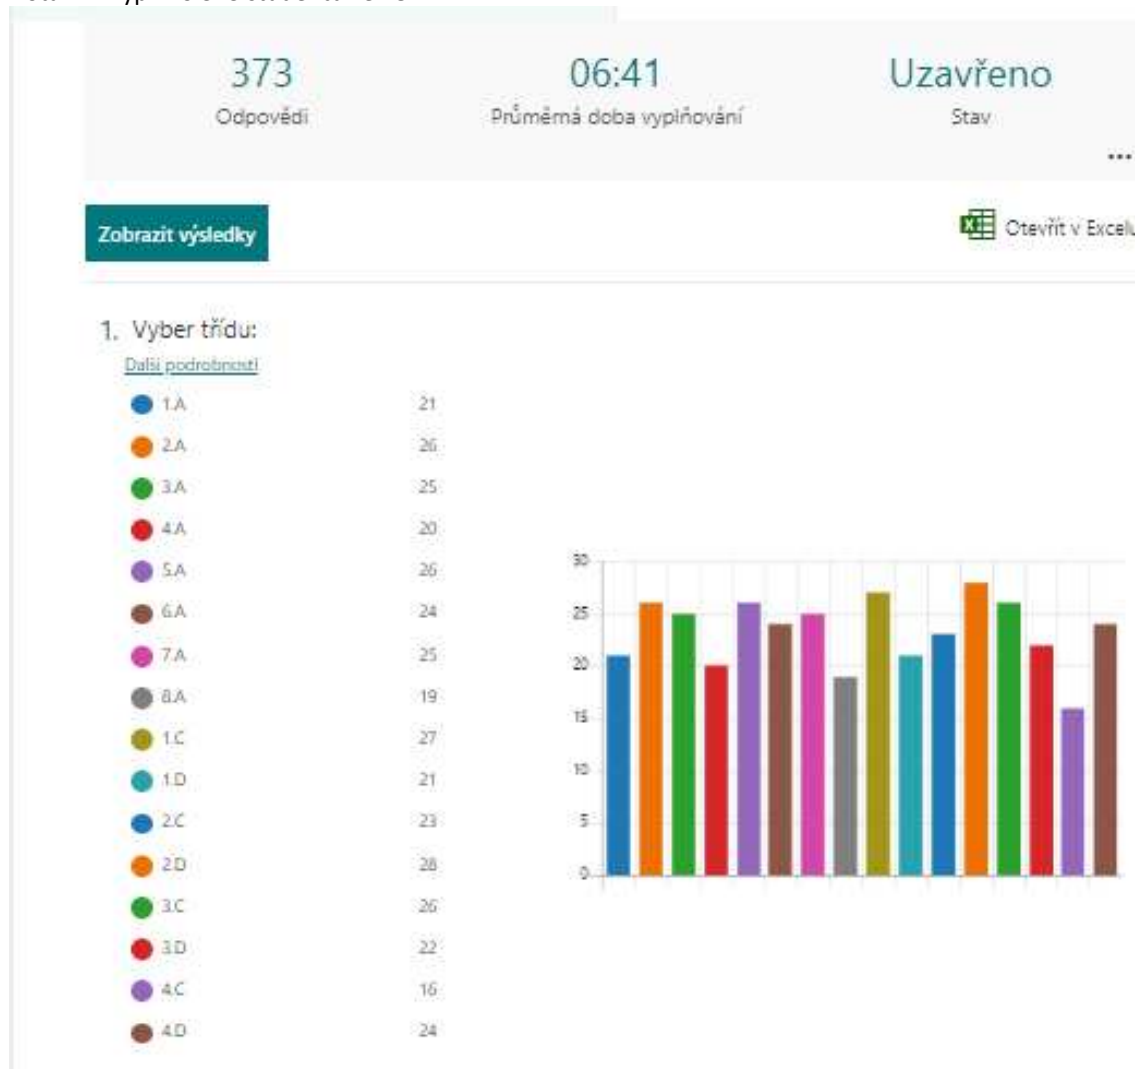 373
Odpovědi
06:41
Průměrná doba vyplňování
Uzavřeno
Stav
...
Zobrazit výsledky
Otevřít v Excelu
1. Vyber třídu:
Další podrobnosti
1.A 21
2.A 26
3.A 25
4.A 20
5.A 26
6.A 24
7.A 25
8.A 19
1.C 27
1.D 21
2.C 23
2.D 28
3.C 26
3.D 22
4.C 16
4.D 24
30
25
20
15
10
5
0